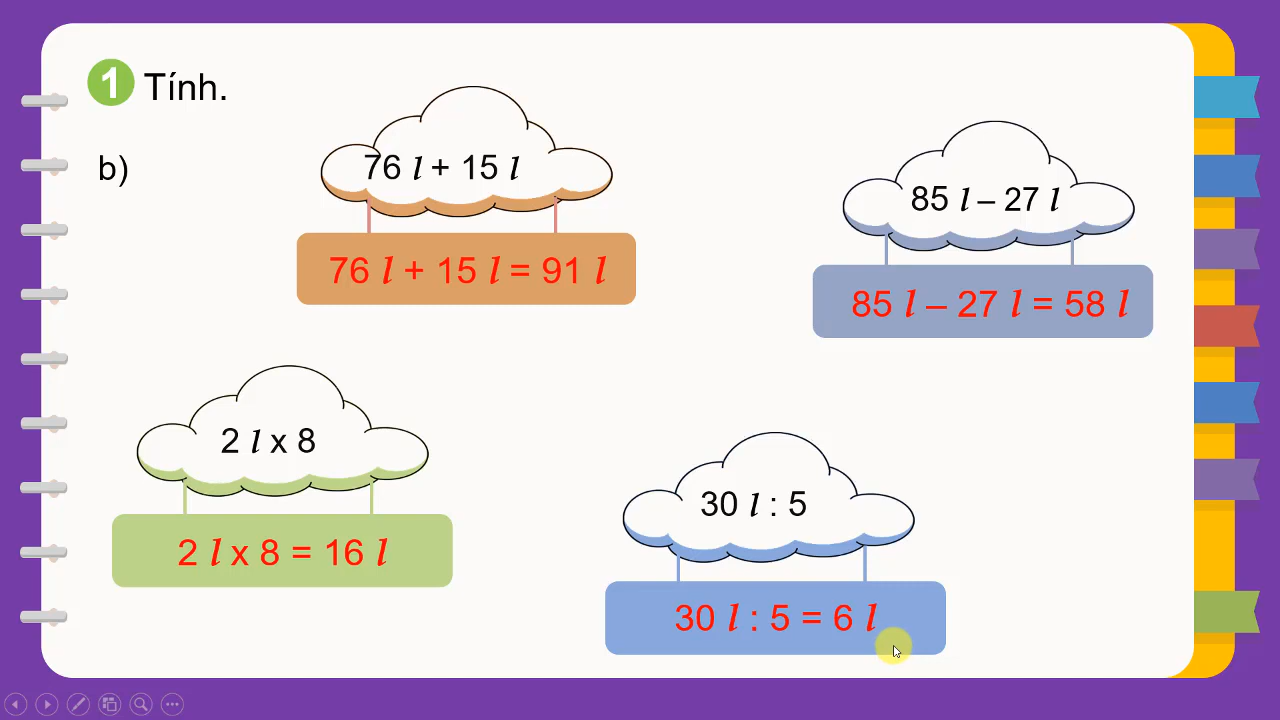 1 Tính.
b)
76 l + 15 l
76 l + 15 l = 91 l
85 l – 27 l
85 l – 27 l = 58 l
2 l x 8
2 l x 8 = 16 l
30 l : 5
30 l : 5 = 6 l